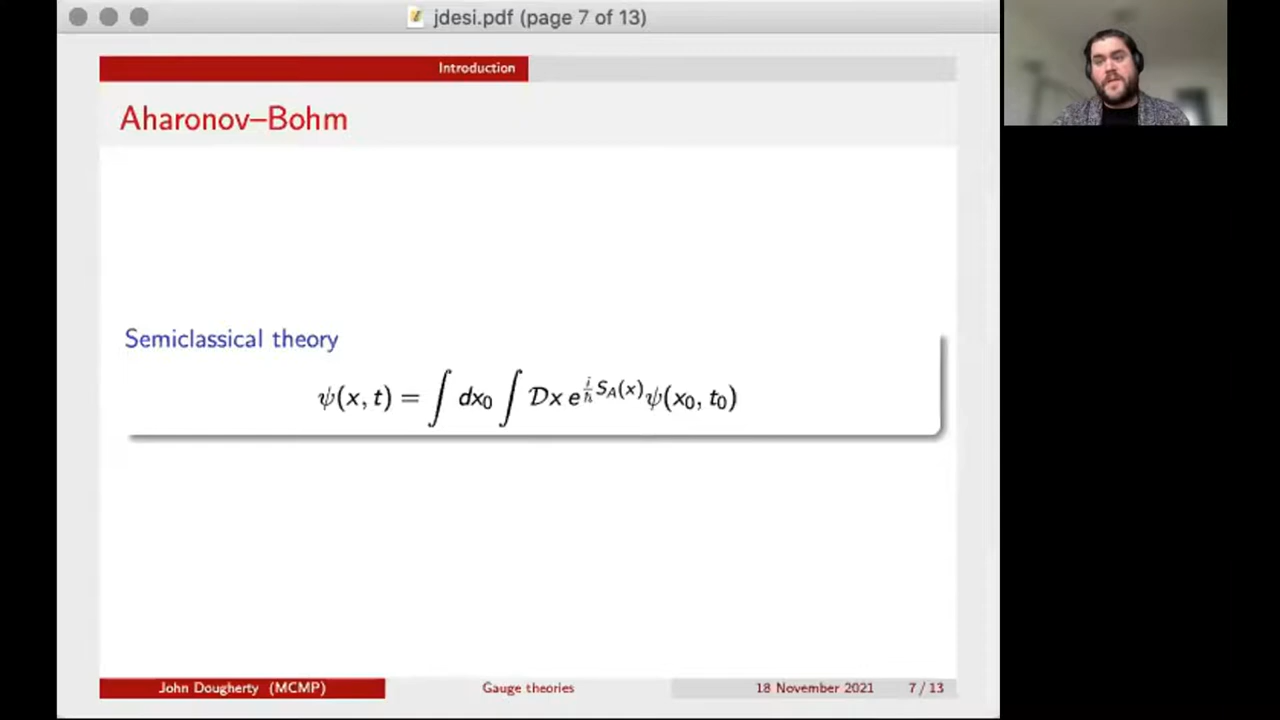 jdesi.pdf (page 7 of 13)
Introduction
Aharonov–Bohm
Semiclassical theory
ψ(x, t) = ∫ dx₀ ∫ 𝒟x e^{i/ħ S_A(x)} ψ(x₀, t₀)
John Dougherty (MCMP) Gauge theories 18 November 2021 7 / 13